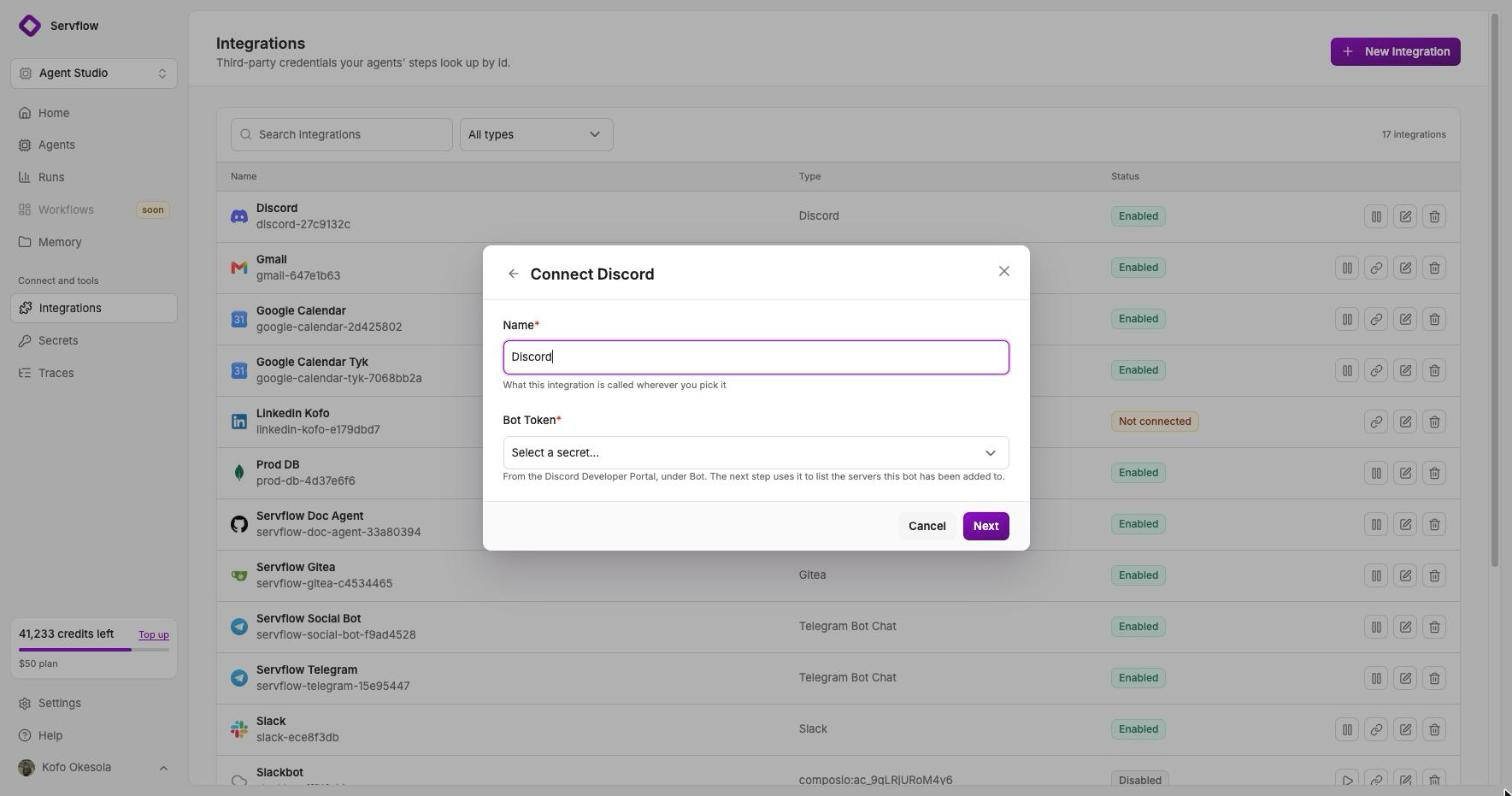 Servflow
Agent Studio
Home
Agents
Runs
Workflows soon
Memory
Connect and tools
Integrations
Secrets
Traces
41,233 credits left Top up
$50 plan
Settings
Help
Kofo Okesola
Integrations
Third-party credentials your agents' steps look up by id.
+ New Integration
Search integrations
All types
17 integrations
Name Type Status
Discord
discord-27c9132c
Discord
Enabled
Gmail
gmail-647e1b63
Enabled
31
Google Calendar
google-calendar-2d425802
Enabled
31
Google Calendar Tyk
google-calendar-tyk-7068bb2a
Enabled
in
Linkedin Kofo
linkedin-kofo-e179dbd7
Not connected
Prod DB
prod-db-4d37e6f6
Enabled
Servflow Doc Agent
servflow-doc-agent-33a80394
Enabled
Servflow Gitea
servflow-gitea-c4534465
Gitea
Enabled
Servflow Social Bot
servflow-social-bot-f9ad4528
Telegram Bot Chat
Enabled
Servflow Telegram
servflow-telegram-15e95447
Telegram Bot Chat
Enabled
Slack
slack-ece8f3db
Slack
Enabled
Slackbot
Disabled
Connect Discord
Name*
Discord
What this integration is called wherever you pick it
Bot Token*
Select a secret...
From the Discord Developer Portal, under Bot. The next step uses it to list the servers this bot has been added to.
Cancel
Next